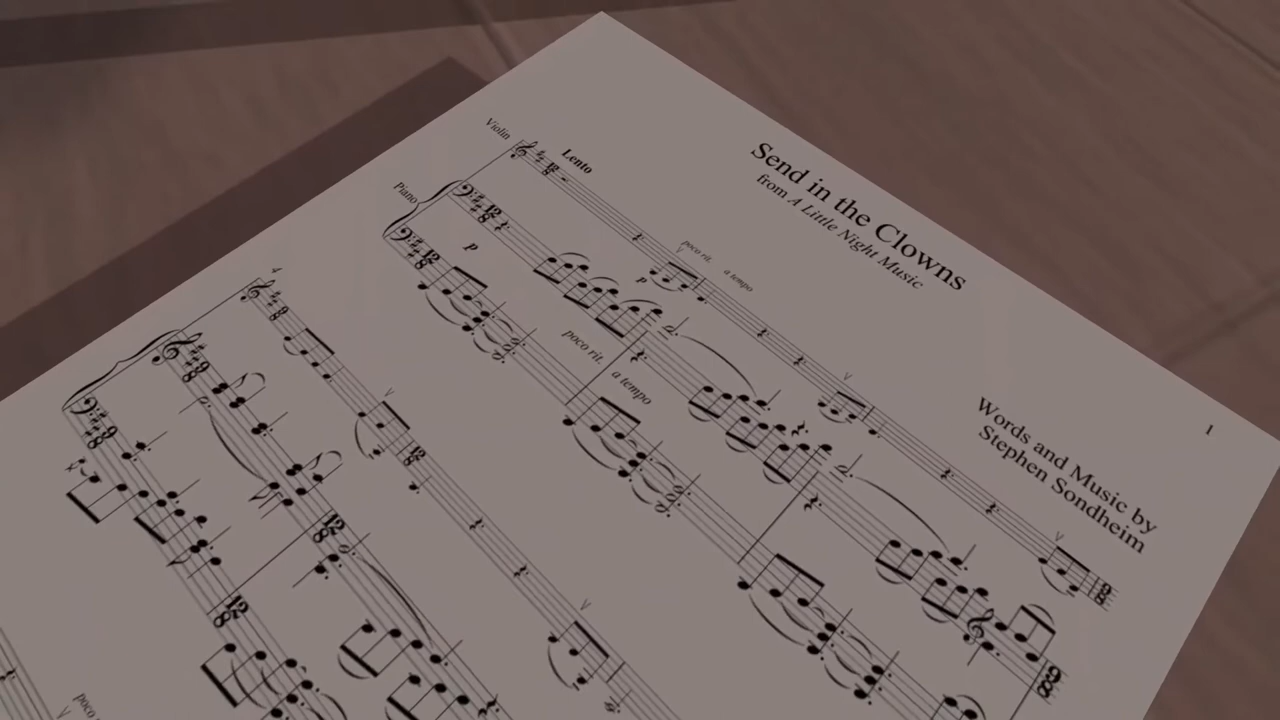 Send in the Clowns
from A Little Night Music
1
Words and Music by
Stephen Sondheim
Violin
Lento
Piano
p
poco rit. a tempo
p
poco rit. a tempo
4